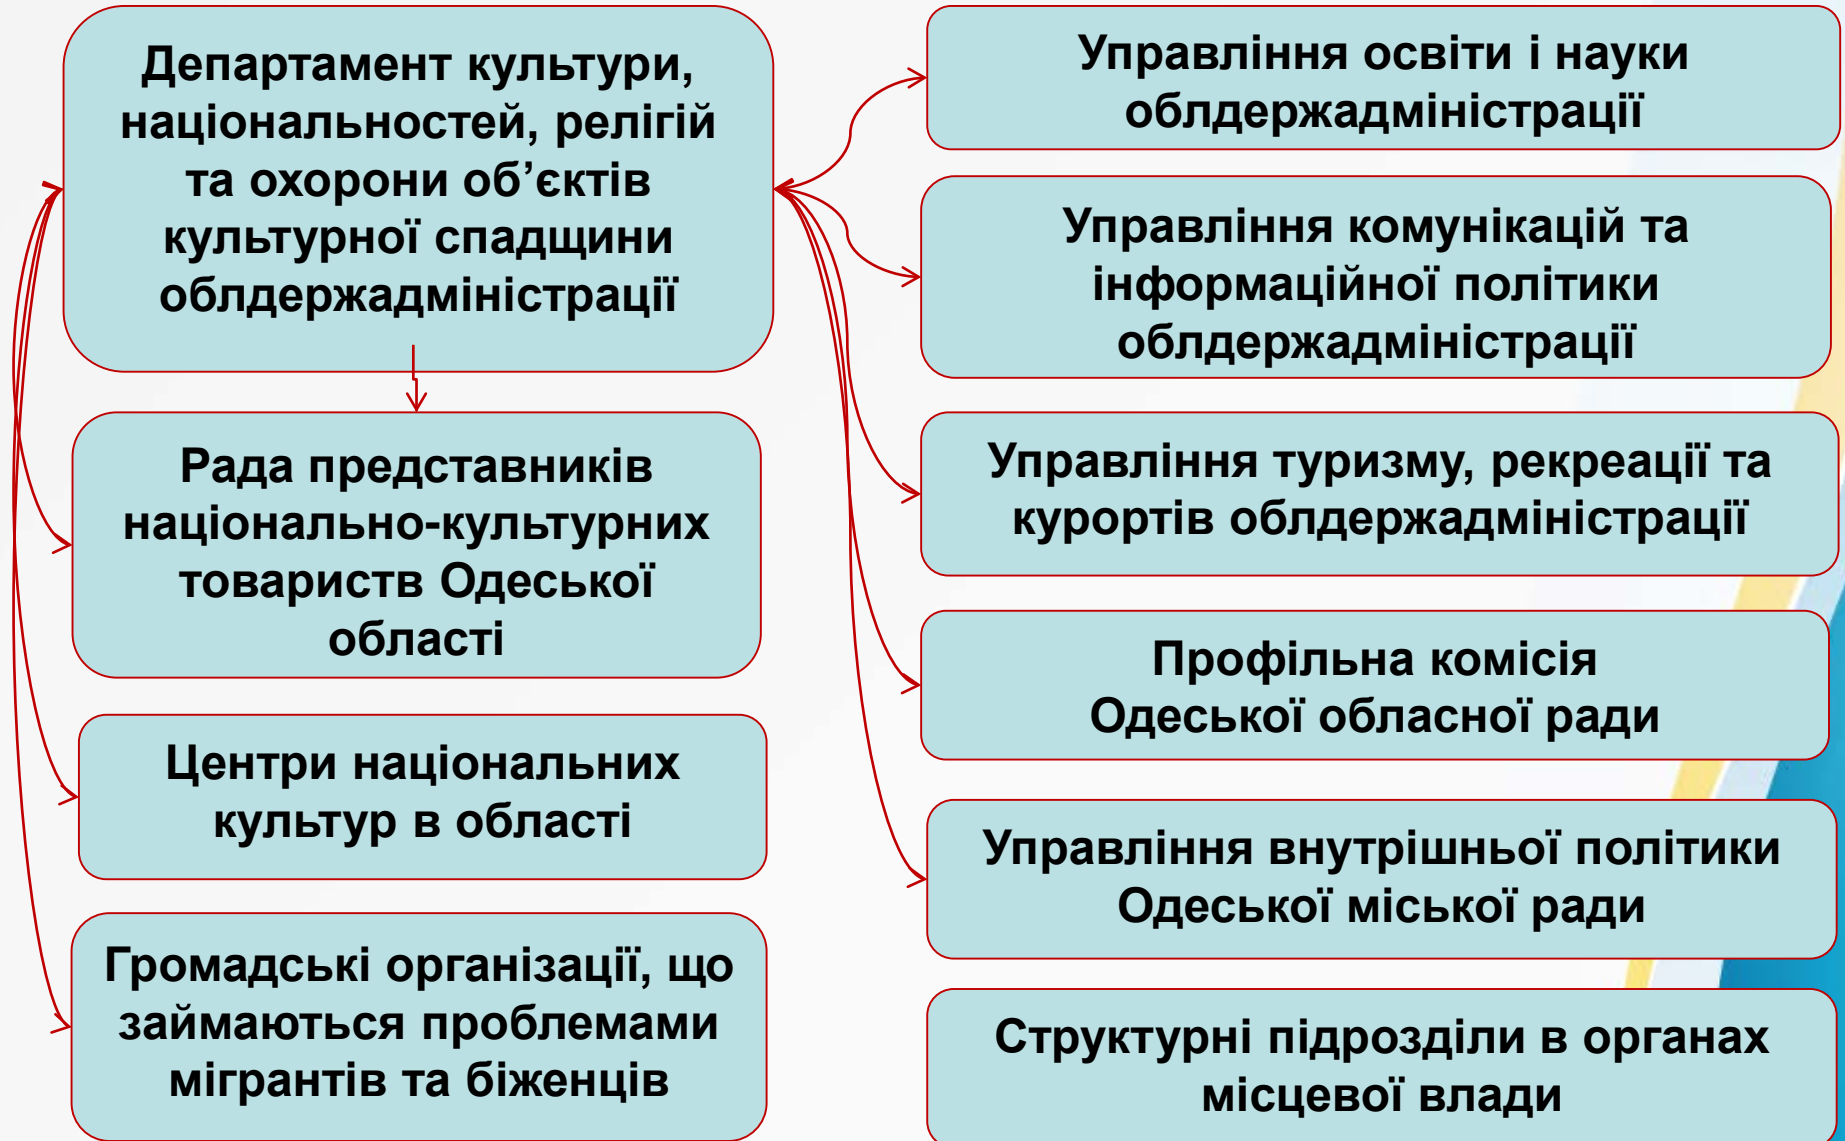 Департамент культури,
національностей, релігій
та охорони об’єктів
культурної спадщини
облдержадміністрації
Рада представників
національно-культурних
товариств Одеської
області
Центри національних
культур в області
Громадські організації, що
займаються проблемами
мігрантів та біженців
Управління освіти і науки
облдержадміністрації
Управління комунікацій та
інформаційної політики
облдержадміністрації
Управління туризму, рекреації та
курортів облдержадміністрації
Профільна комісія
Одеської обласної ради
Управління внутрішньої політики
Одеської міської ради
Структурні підрозділи в органах
місцевої влади